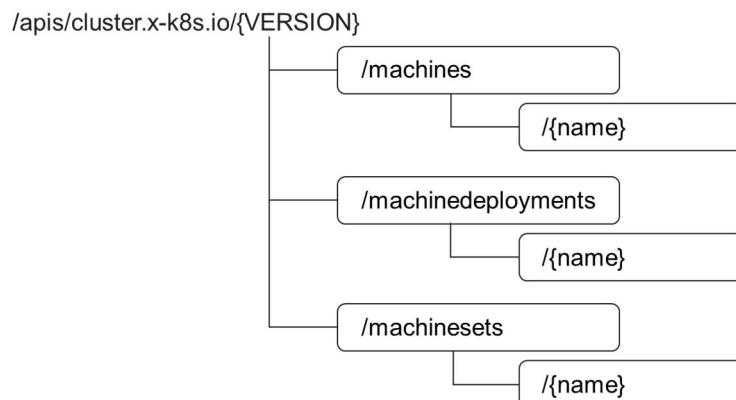 /apis/cluster.x-k8s.io/{VERSION}
/machines
/{name}
/machinedeployments
/{name}
/machinesets
/{name}